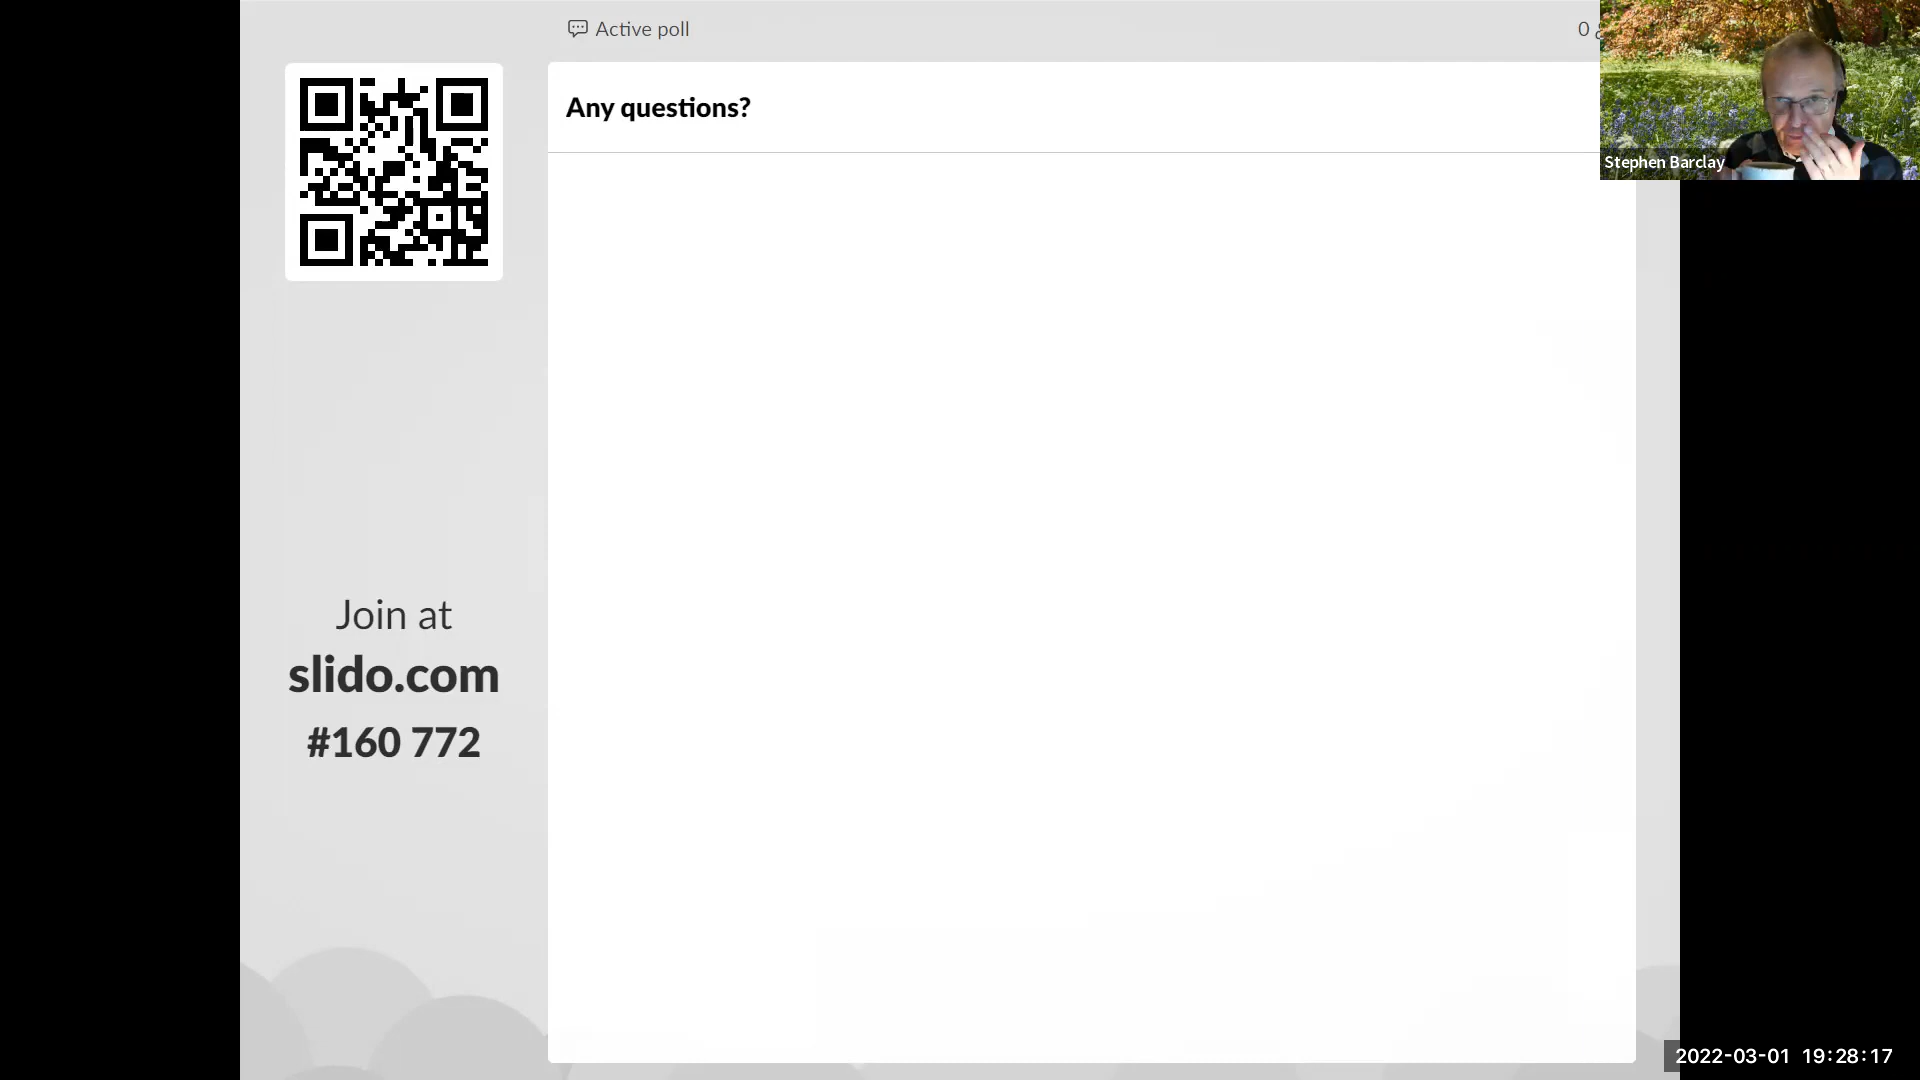 Active poll
0
Any questions?
Stephen Barclay
Join at
slido.com
#160 772
2022-03-01 19:28:17